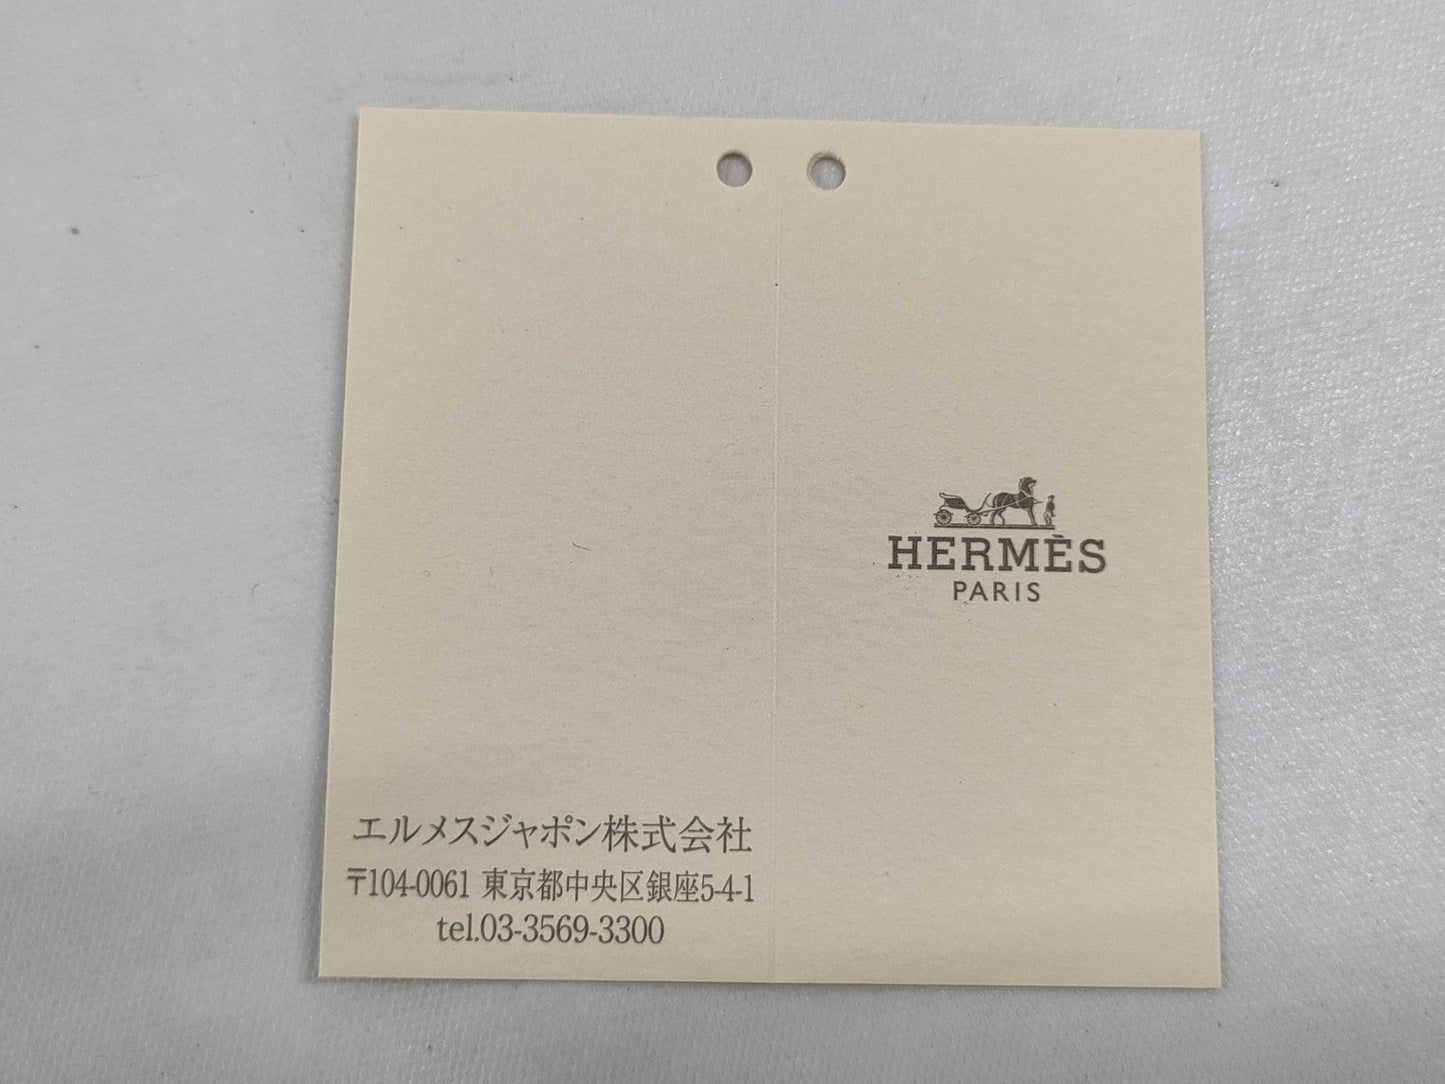 HERMÈS
PARIS
エルメスジャポン株式会社
〒104-0061 東京都中央区銀座5-4-1
tel.03-3569-3300